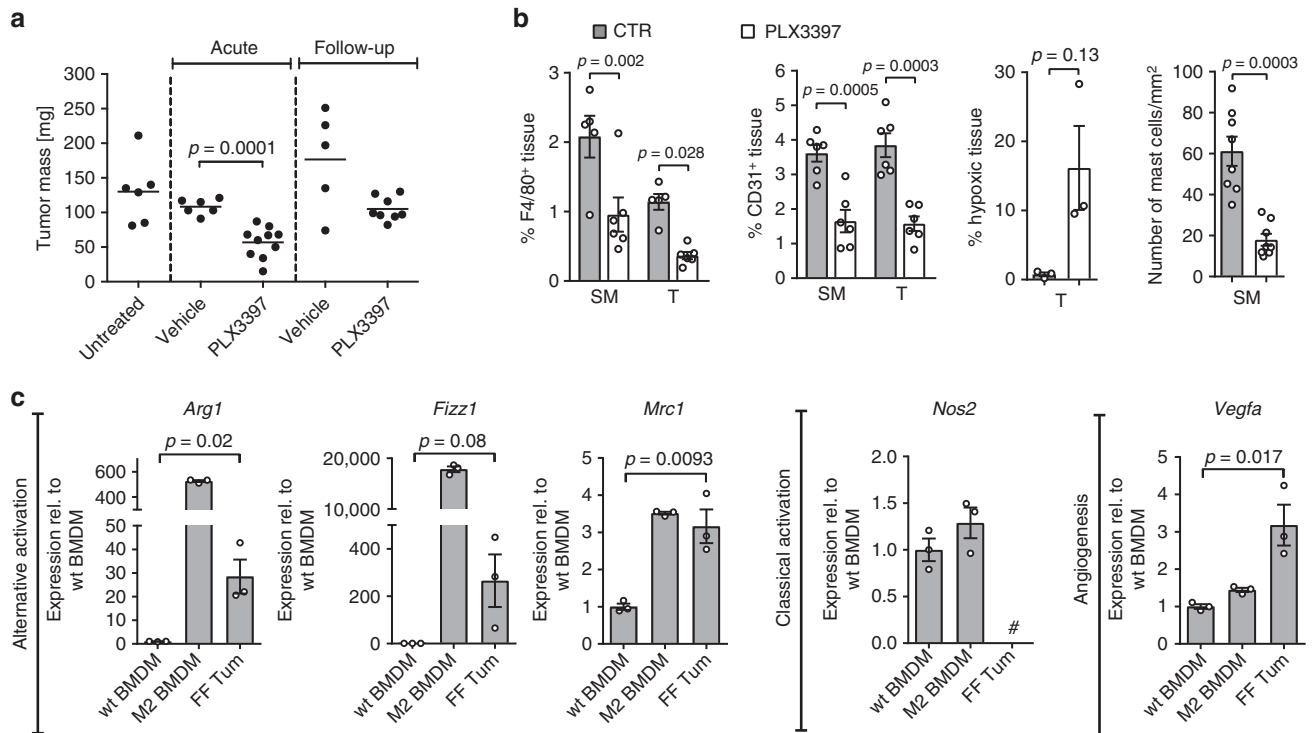 a
Acute
Follow-up
Tumor mass [mg]
300
250
200
150
100
50
0
p = 0.0001
Untreated
Vehicle
PLX3397
Vehicle
PLX3397
b
CTR
PLX3397
% F4/80+ tissue
3
2
1
0
p = 0.002
p = 0.028
SM
T
% CD31+ tissue
6
5
4
3
2
1
0
p = 0.0005
p = 0.0003
SM
T
% hypoxic tissue
30
20
10
0
p = 0.13
T
Number of mast cells/mm²
100
80
60
40
20
0
p = 0.0003
SM
c
Alternative activation
Arg1
Expression rel. to
wt BMDM
600
400
50
40
30
20
10
0
p = 0.02
wt BMDM
M2 BMDM
FF Tum
Fizz1
Expression rel. to
wt BMDM
20,000
10,000
400
200
0
p = 0.08
wt BMDM
M2 BMDM
FF Tum
Mrc1
Expression rel. to
wt BMDM
5
4
3
2
1
0
p = 0.0093
wt BMDM
M2 BMDM
FF Tum
Classical activation
Nos2
Expression rel. to
wt BMDM
2.0
1.5
1.0
0.5
0.0
#
wt BMDM
M2 BMDM
FF Tum
Angiogenesis
Vegfa
Expression rel. to
wt BMDM
5
4
3
2
1
0
p = 0.017
wt BMDM
M2 BMDM
FF Tum